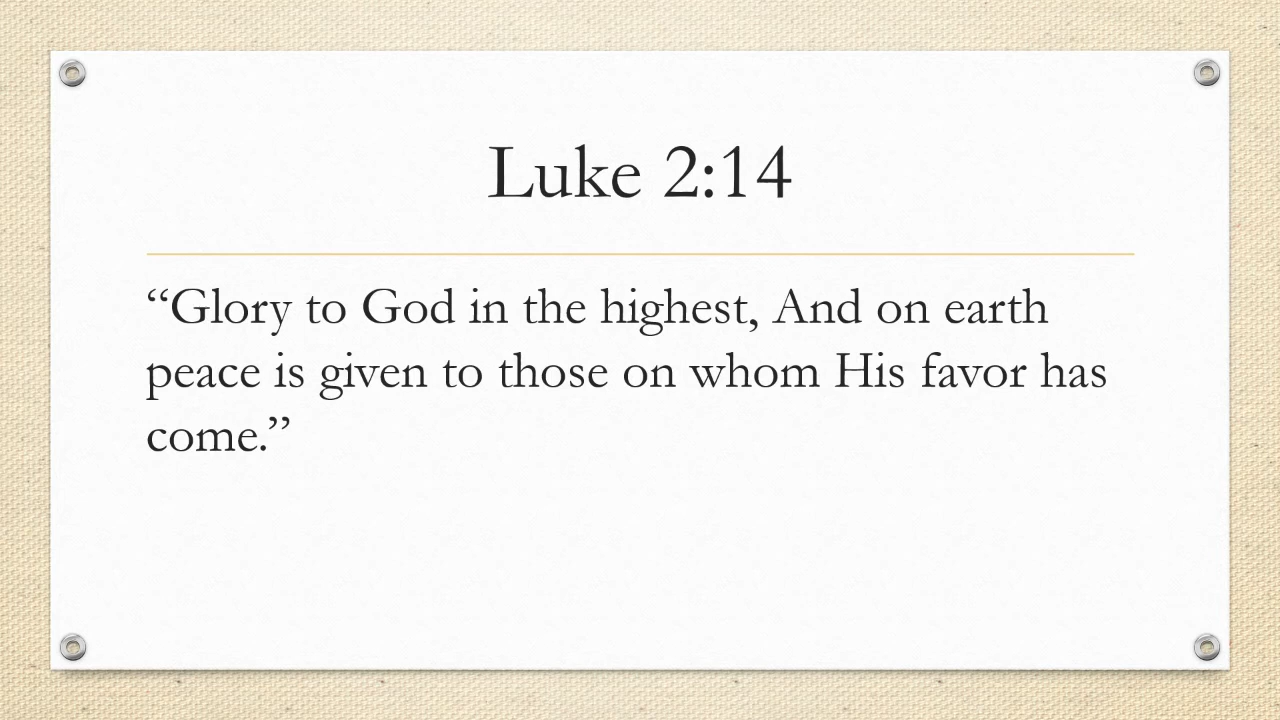 Luke 2:14
“Glory to God in the highest, And on earth
peace is given to those on whom His favor has
come.”